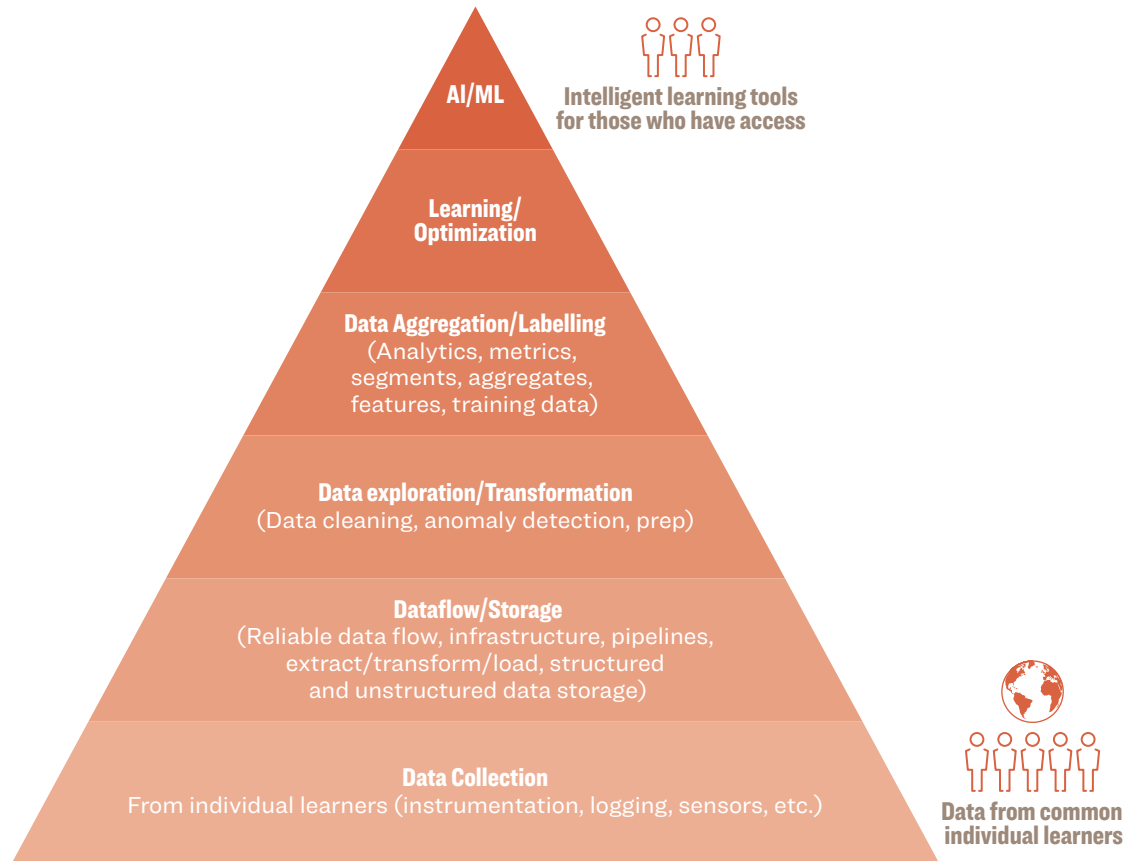 AI/ML
Intelligent learning tools
for those who have access
Learning/
Optimization
Data Aggregation/Labelling
(Analytics, metrics,
segments, aggregates,
features, training data)
Data exploration/Transformation
(Data cleaning, anomaly detection, prep)
Dataflow/Storage
(Reliable data flow, infrastructure, pipelines,
extract/transform/load, structured
and unstructured data storage)
Data Collection
From individual learners (instrumentation, logging, sensors, etc.)
Data from common
individual learners